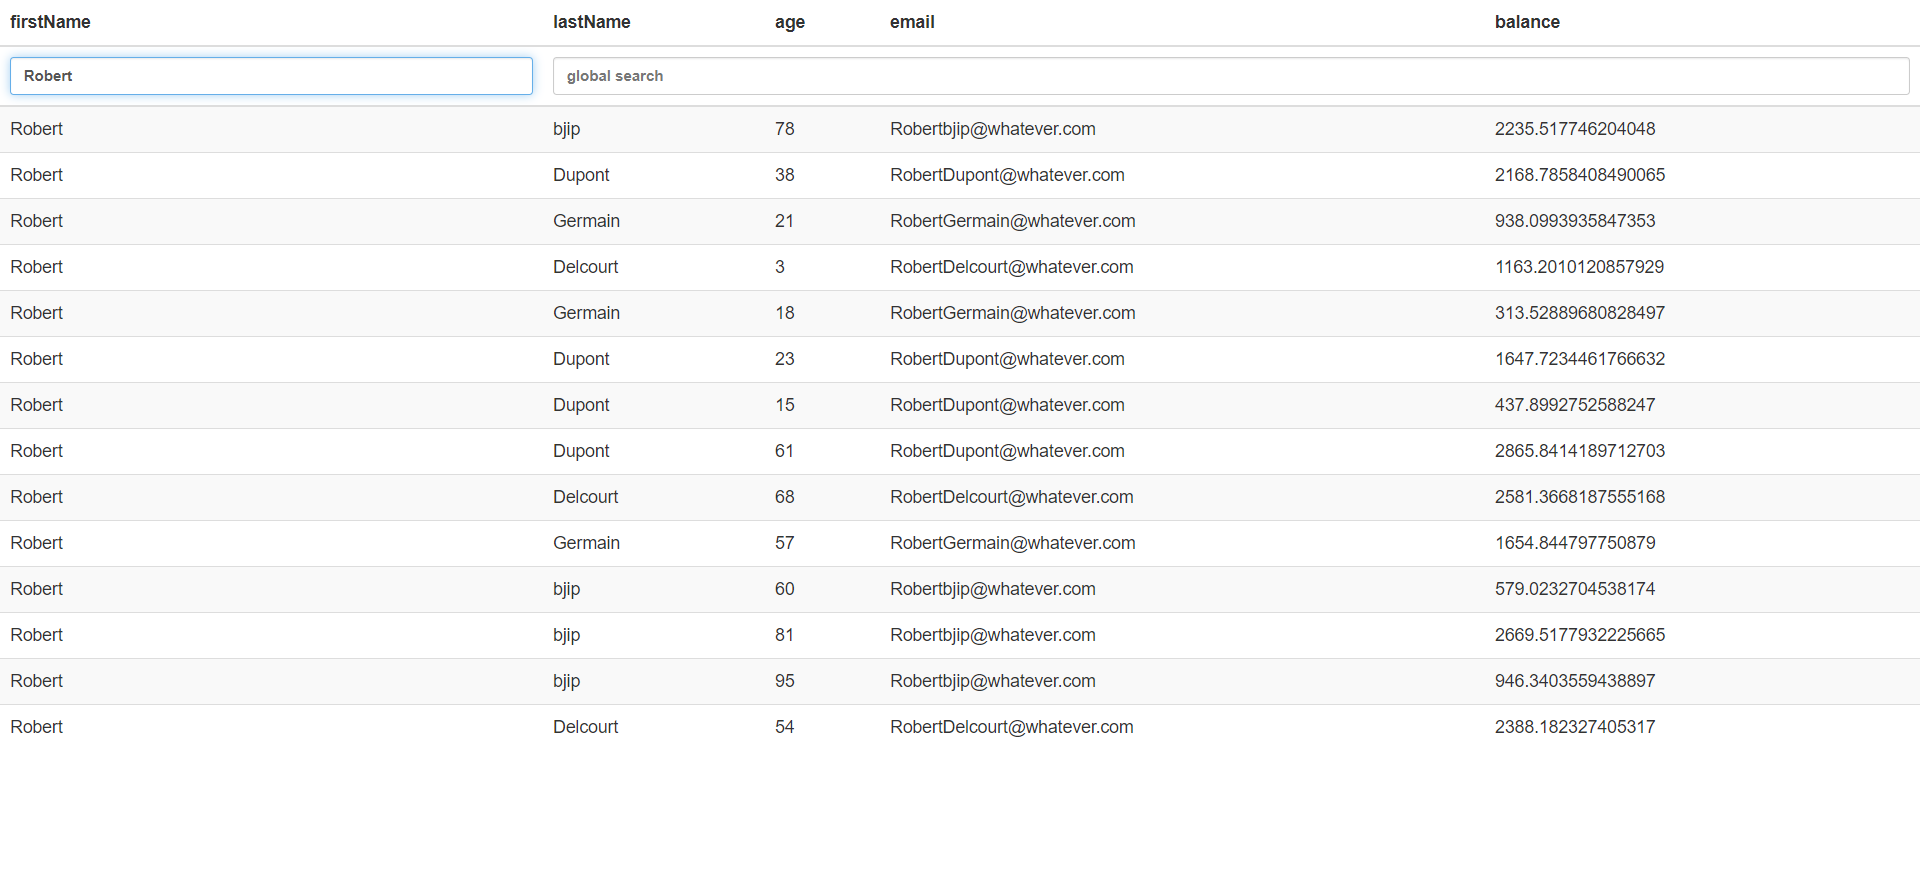 firstName lastName age email balance
Robert global search
Robert bjip 78 Robertbjip@whatever.com 2235.517746204048
Robert Dupont 38 RobertDupont@whatever.com 2168.7858408490065
Robert Germain 21 RobertGermain@whatever.com 938.0993935847353
Robert Delcourt 3 RobertDelcourt@whatever.com 1163.2010120857929
Robert Germain 18 RobertGermain@whatever.com 313.52889680828497
Robert Dupont 23 RobertDupont@whatever.com 1647.7234461766632
Robert Dupont 15 RobertDupont@whatever.com 437.8992752588247
Robert Dupont 61 RobertDupont@whatever.com 2865.8414189712703
Robert Delcourt 68 RobertDelcourt@whatever.com 2581.3668187555168
Robert Germain 57 RobertGermain@whatever.com 1654.844797750879
Robert bjip 60 Robertbjip@whatever.com 579.0232704538174
Robert bjip 81 Robertbjip@whatever.com 2669.5177932225665
Robert bjip 95 Robertbjip@whatever.com 946.3403559438897
Robert Delcourt 54 RobertDelcourt@whatever.com 2388.182327405317